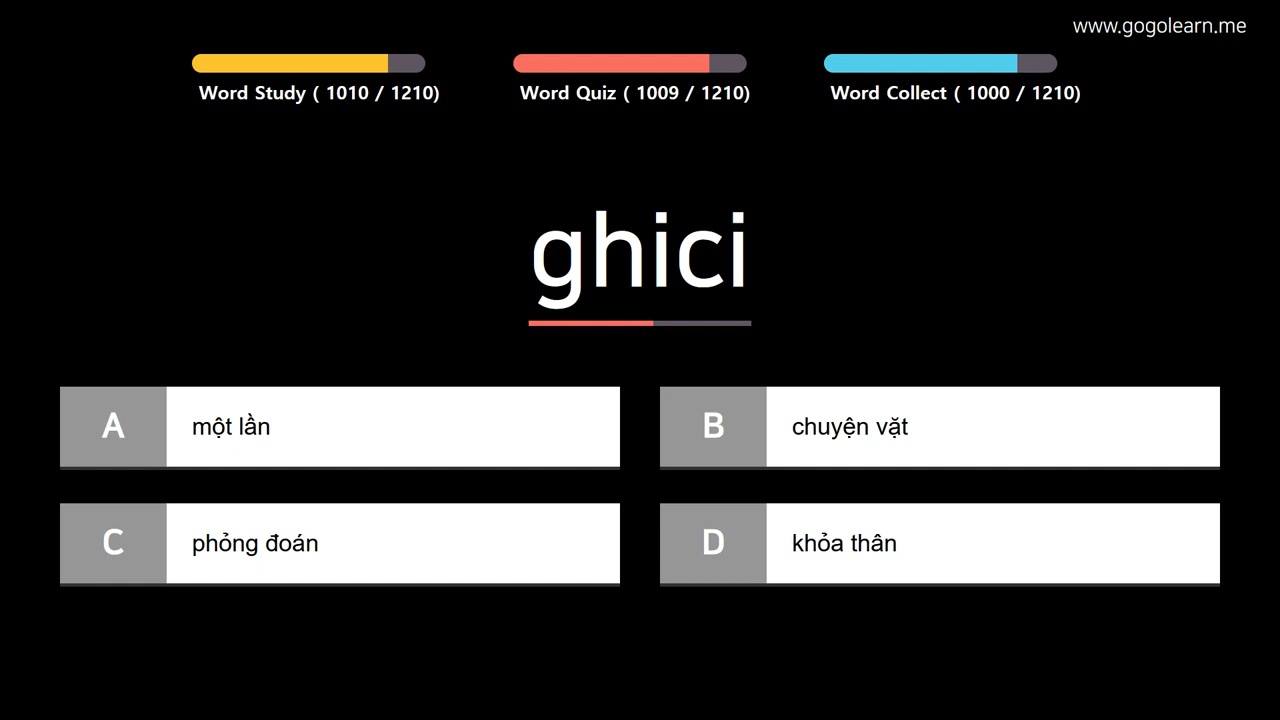 www.gogolearn.me
Word Study ( 1010 / 1210)
Word Quiz ( 1009 / 1210)
Word Collect ( 1000 / 1210)
ghici
A
một lần
B
chuyện vặt
C
phỏng đoán
D
khỏa thân